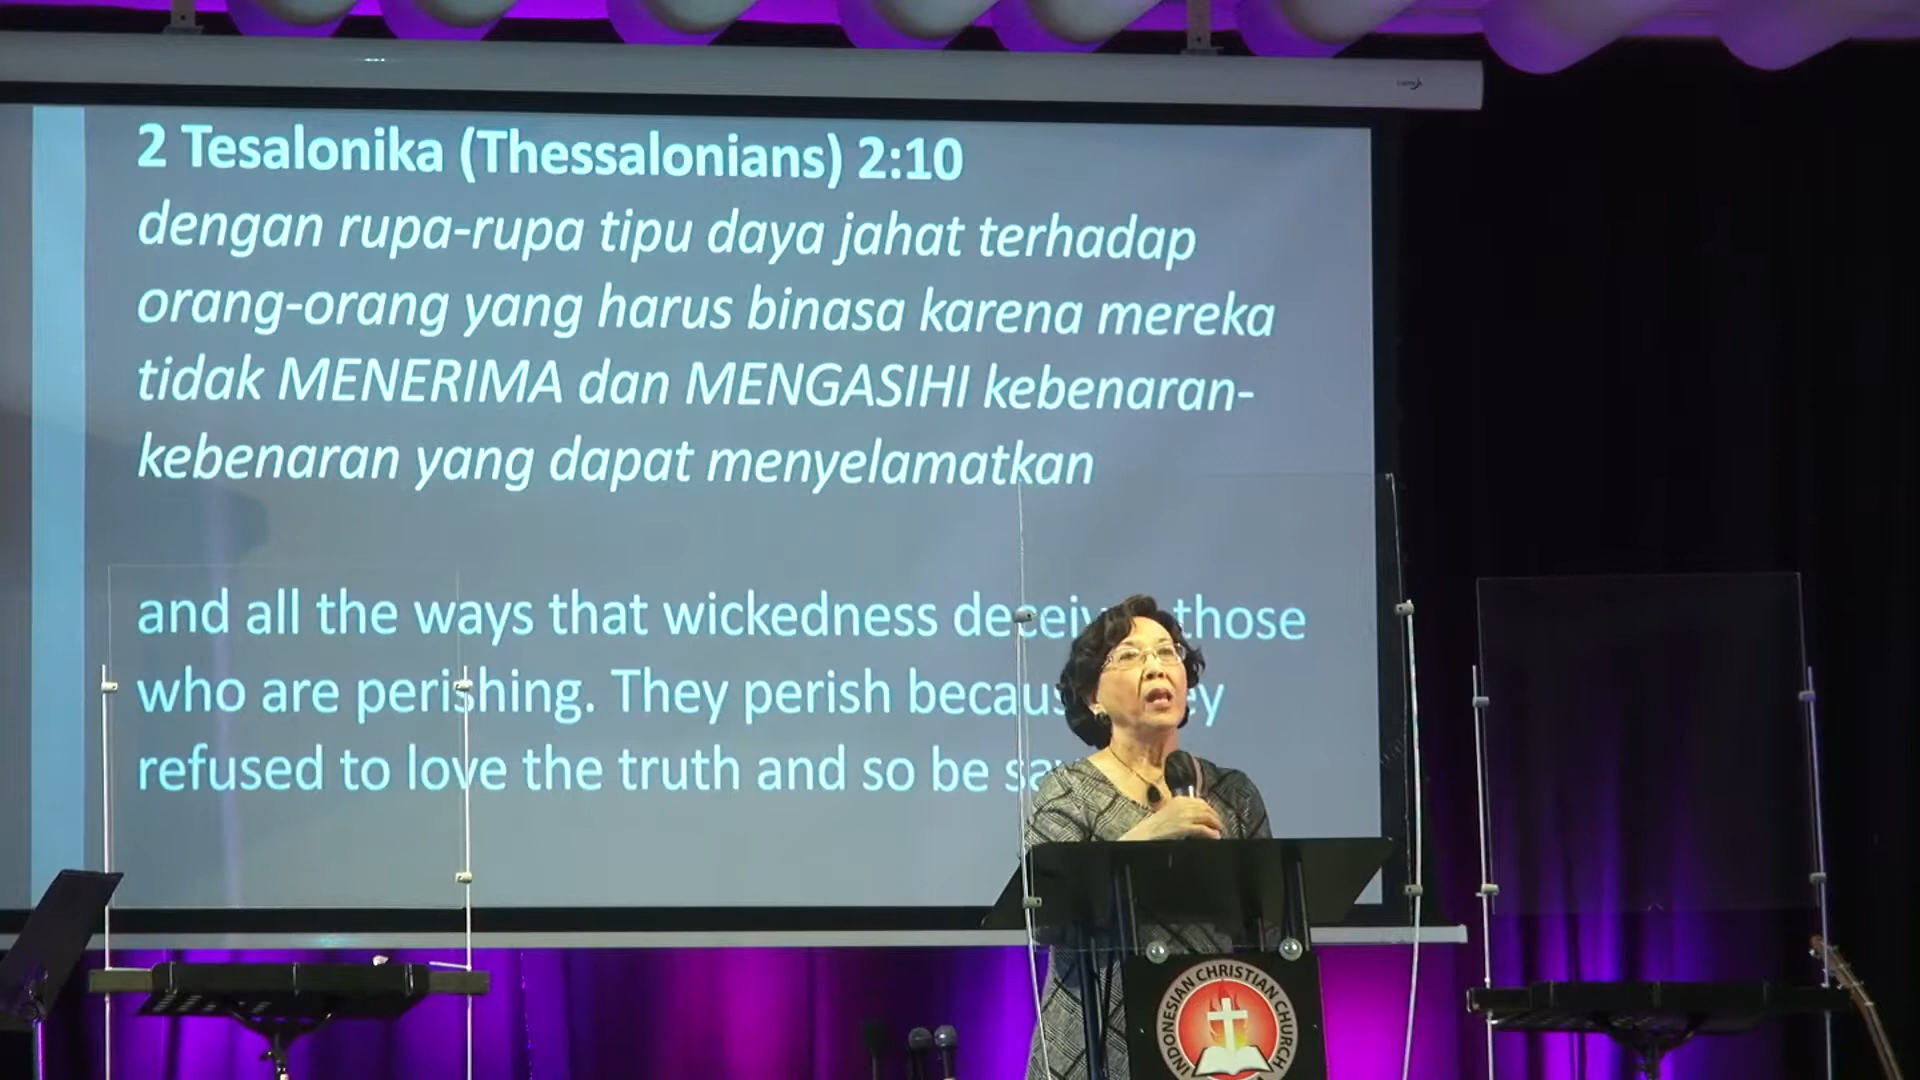 2 Tesalonika (Thessalonians) 2:10
dengan rupa-rupa tipu daya jahat terhadap
orang-orang yang harus binasa karena mereka
tidak MENERIMA dan MENGASIHI kebenaran-
kebenaran yang dapat menyelamatkan
and all the ways that wickedness those
who are perishing. They perish
refused to love the truth and so be
INDONESIAN CHRISTIAN CHURCH